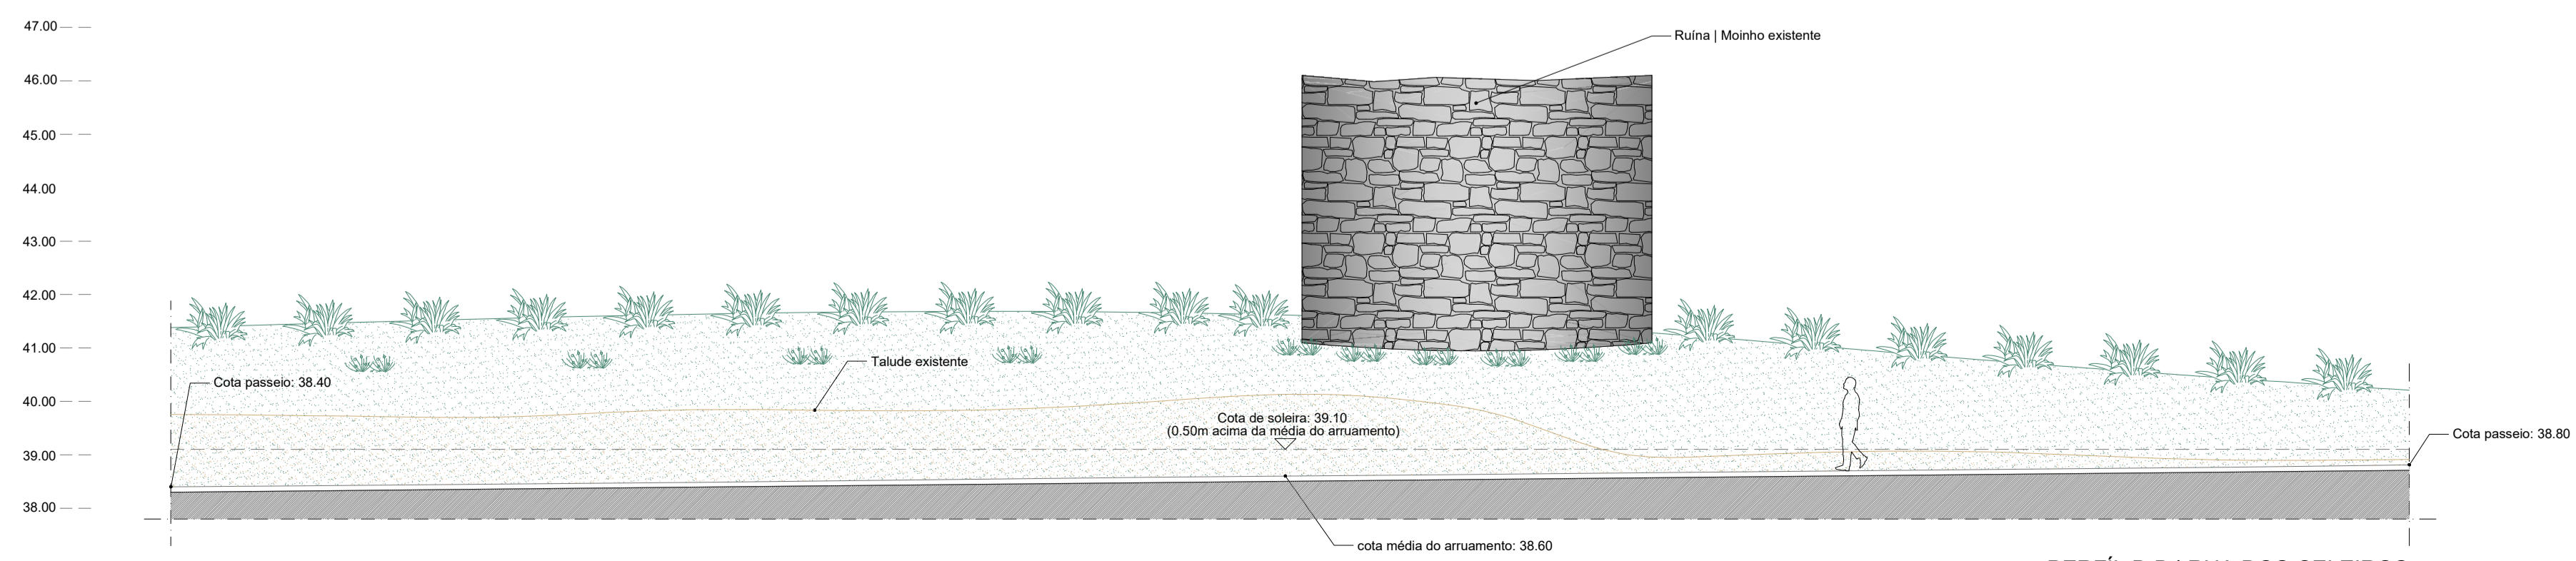 47.00
Ruína | Moinho existente
46.00
45.00
44.00
43.00
42.00
41.00
Talude existente
Cota passeio: 38.40
40.00
Cota de soleira: 39.10
(0.50m acima da média do arruamento)
Cota passeio: 38.80
39.00
38.00
cota média do arruamento: 38.60